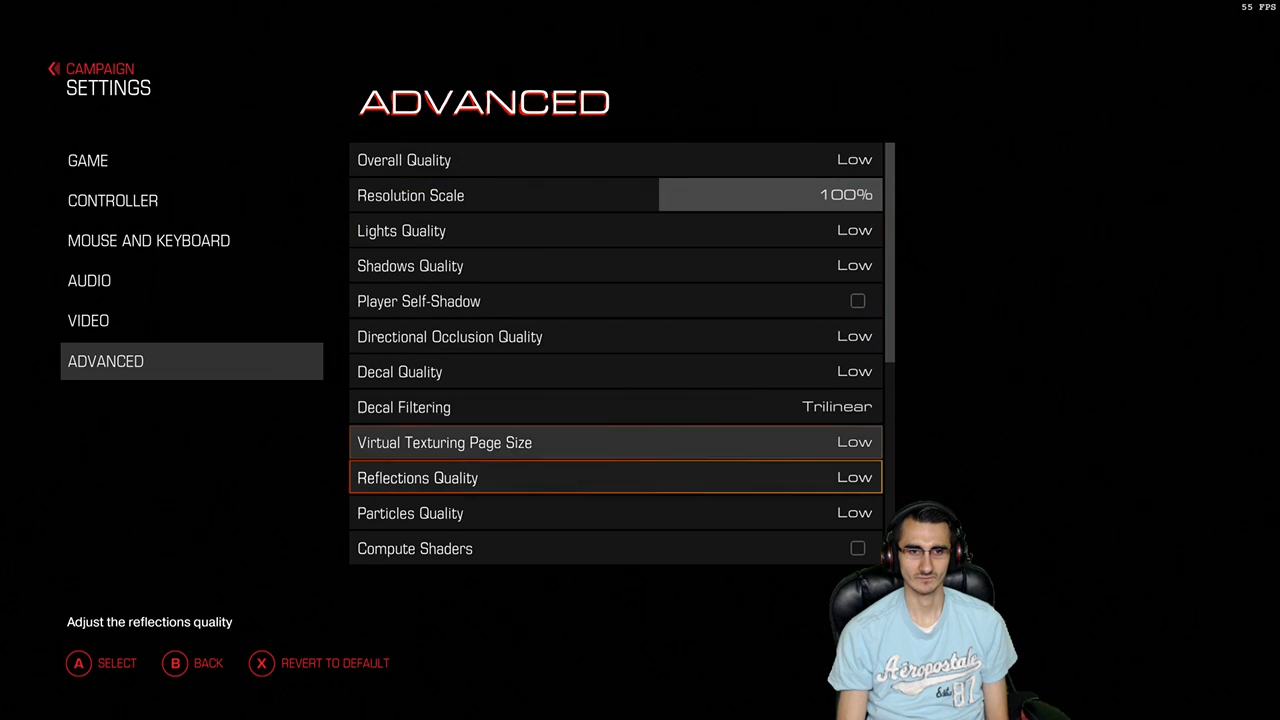 55 FPS
CAMPAIGN
SETTINGS
ADVANCED
GAME
CONTROLLER
MOUSE AND KEYBOARD
AUDIO
VIDEO
ADVANCED
Overall Quality Low
Resolution Scale 100%
Lights Quality Low
Shadows Quality Low
Player Self-Shadow
Directional Occlusion Quality Low
Decal Quality Low
Decal Filtering Trilinear
Virtual Texturing Page Size Low
Reflections Quality Low
Particles Quality Low
Compute Shaders
Adjust the reflections quality
A SELECT B BACK X REVERT TO DEFAULT
Aéropostale
Est. 87